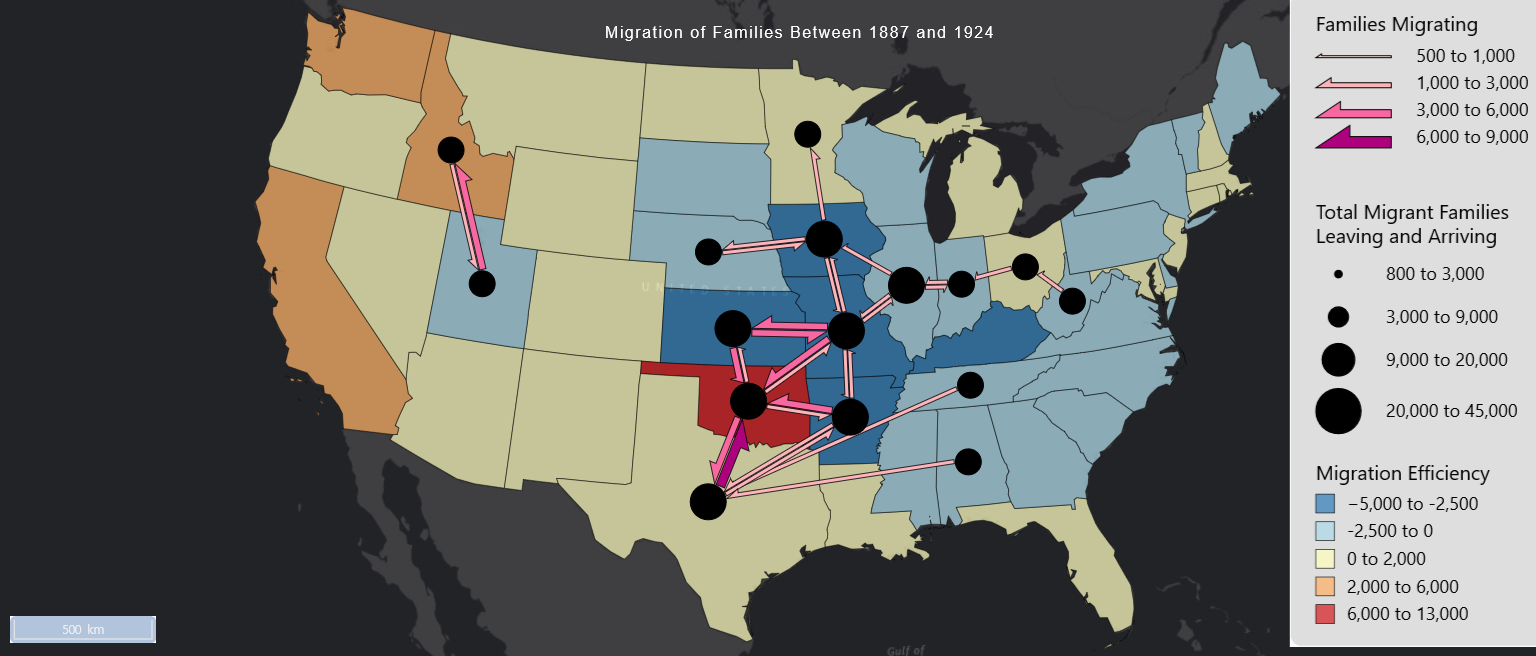 Migration of Families Between 1887 and 1924
UNITED STATES
500 km
Gulf of
Families Migrating
500 to 1,000
1,000 to 3,000
3,000 to 6,000
6,000 to 9,000
Total Migrant Families
Leaving and Arriving
800 to 3,000
3,000 to 9,000
9,000 to 20,000
20,000 to 45,000
Migration Efficiency
−5,000 to -2,500
-2,500 to 0
0 to 2,000
2,000 to 6,000
6,000 to 13,000